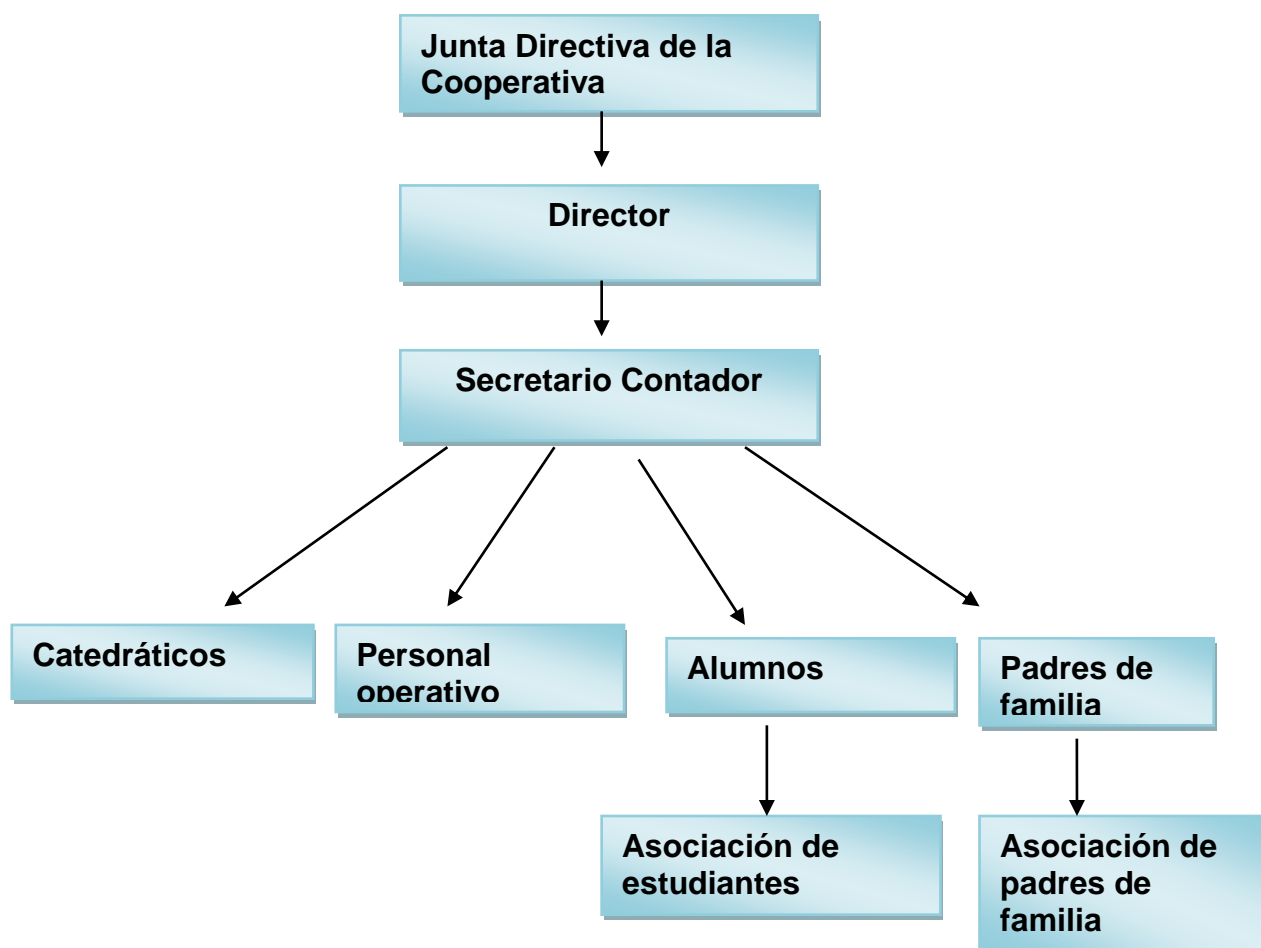 Junta Directiva de la
Cooperativa
Director
Secretario Contador
Catedráticos
Personal
operativo
Alumnos
Padres de
familia
Asociación de
estudiantes
Asociación de
padres de
familia